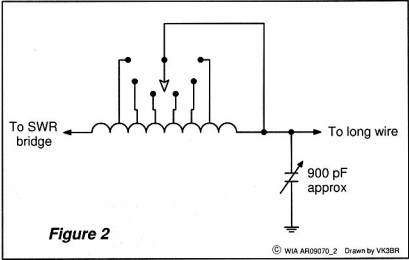 To SWR
bridge
To long wire
900 pF
approx
Figure 2
© WIA AR09070_2 Drawn by VK3BR